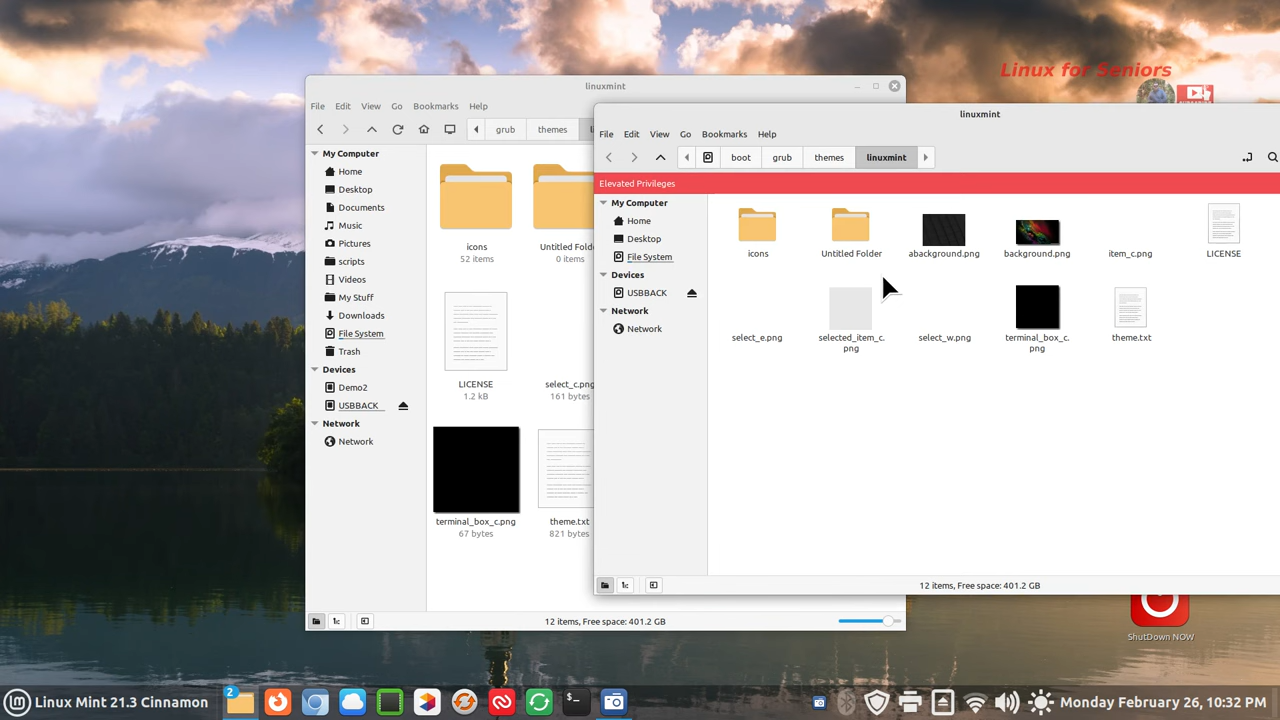 Linux for Seniors
linuxmint
File Edit View Go Bookmarks Help
grub themes
My Computer
Home
Desktop
Documents
Music
Pictures
scripts
Videos
My Stuff
Downloads
File System
Trash
Devices
Demo2
USBBACK
Network
Network
icons
52 items
Untitled Fold
0 items
LICENSE
1.2 kB
select_c.png
161 bytes
terminal_box_c.png
67 bytes
theme.txt
821 bytes
12 items, Free space: 401.2 GB
linuxmint
File Edit View Go Bookmarks Help
boot grub themes linuxmint
Elevated Privileges
My Computer
Home
Desktop
File System
Devices
USBBACK
Network
Network
icons
Untitled Folder
abackground.png
background.png
item_c.png
LICENSE
select_e.png
selected_item_c.
png
select_w.png
terminal_box_c.
png
theme.txt
12 items, Free space: 401.2 GB
ShutDown NOW
Linux Mint 21.3 Cinnamon
2
Monday February 26, 10:32 PM